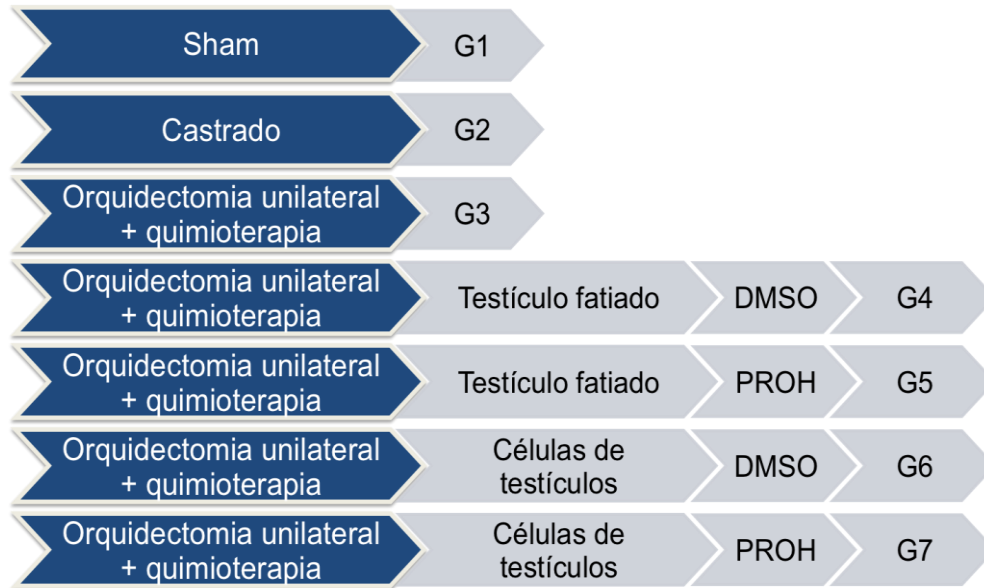 Sham G1
Castrado G2
Orquidectomia unilateral
+ quimioterapia G3
Orquidectomia unilateral
+ quimioterapia Testículo fatiado DMSO G4
Orquidectomia unilateral
+ quimioterapia Testículo fatiado PROH G5
Orquidectomia unilateral
+ quimioterapia
Células de
testículos
DMSO G6
Orquidectomia unilateral
+ quimioterapia
Células de
testículos
PROH G7